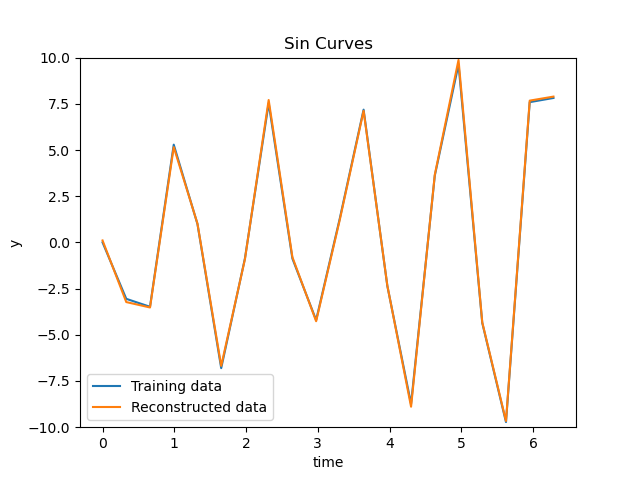 Sin Curves
10.0
7.5
5.0
2.5
0.0
−2.5
−5.0
−7.5
−10.0
y
Training data
Reconstructed data
0 1 2 3 4 5 6
time